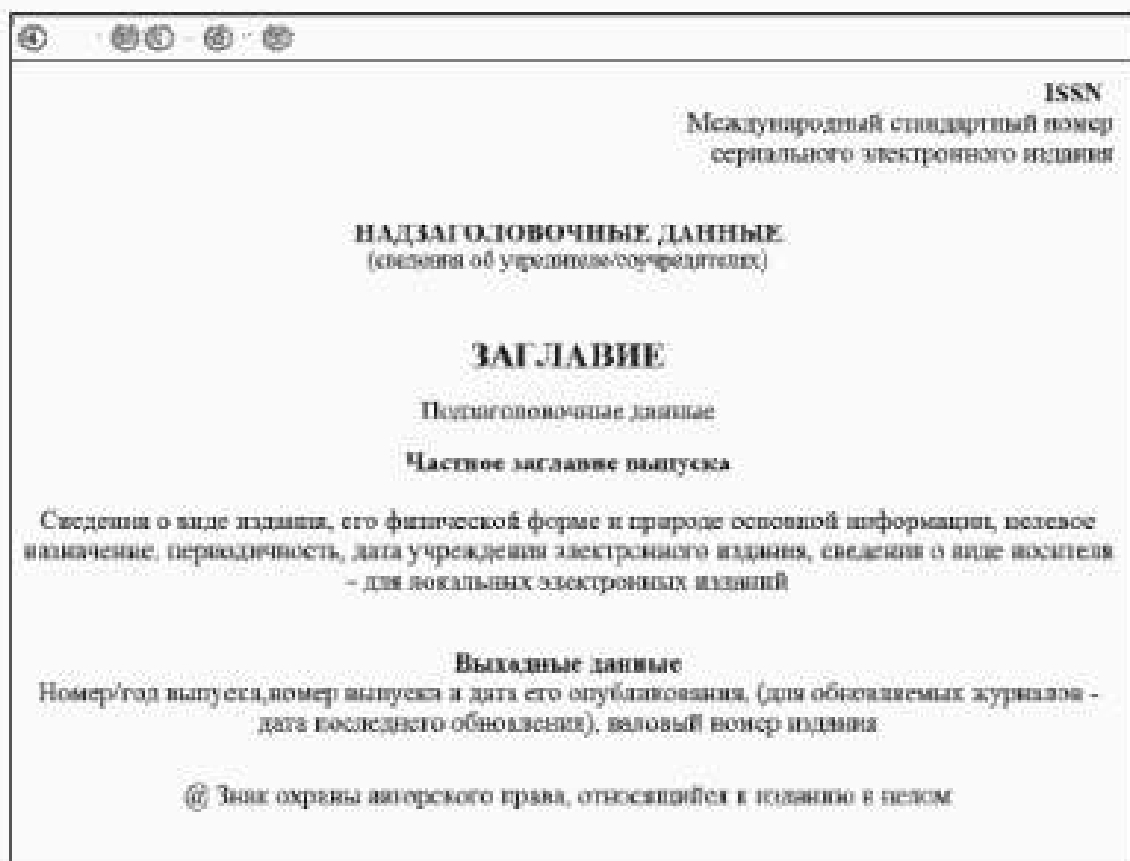 ISSN
Международный стандартный номер
сериального электронного издания
НАДЗАГОЛОВОЧНЫЕ ДАННЫЕ
(сведения об учредителе/соучредителях)
ЗАГЛАВИЕ
Подзаголовочные данные
Частное заглавие выпуска
Сведения о виде издания, его физической форме и природе основной информации, целевое
назначение, периодичность, дата учреждения электронного издания, сведения о виде носителя
- для локальных электронных изданий
Выходные данные
Номер/год выпуска,номер выпуска и дата его опубликования, (для обновляемых журналов -
дата последнего обновления), валовый номер издания
@ Знак охраны авторского права, относящийся к изданию в целом